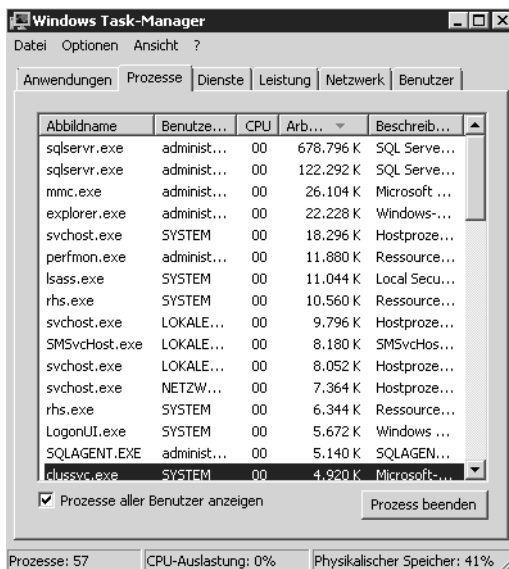 Windows Task-Manager
Datei Optionen Ansicht ?
Anwendungen Prozesse Dienste Leistung Netzwerk Benutzer
Abbildname Benutze... CPU Arb... Beschreib...
sqlservr.exe administ... 00 678.796 K SQL Serve...
sqlservr.exe administ... 00 122.292 K SQL Serve...
mmc.exe administ... 00 26.104 K Microsoft ...
explorer.exe administ... 00 22.228 K Windows-...
svchost.exe SYSTEM 00 18.296 K Hostproze...
perfmon.exe administ... 00 11.880 K Ressource...
lsass.exe SYSTEM 00 11.044 K Local Secu...
rhs.exe SYSTEM 00 10.560 K Ressource...
svchost.exe LOKALE... 00 9.796 K Hostproze...
SMSvcHost.exe LOKALE... 00 8.180 K SMSvcHos...
svchost.exe LOKALE... 00 8.052 K Hostproze...
svchost.exe NETZW... 00 7.364 K Hostproze...
rhs.exe SYSTEM 00 6.344 K Ressource...
LogonUI.exe SYSTEM 00 5.672 K Windows ...
SQLAGENT.EXE administ... 00 5.140 K SQLAGEN...
clussvc.exe SYSTEM 00 4.920 K Microsoft-...
Prozesse aller Benutzer anzeigen Prozess beenden
Prozesse: 57 CPU-Auslastung: 0% Physikalischer Speicher: 41%